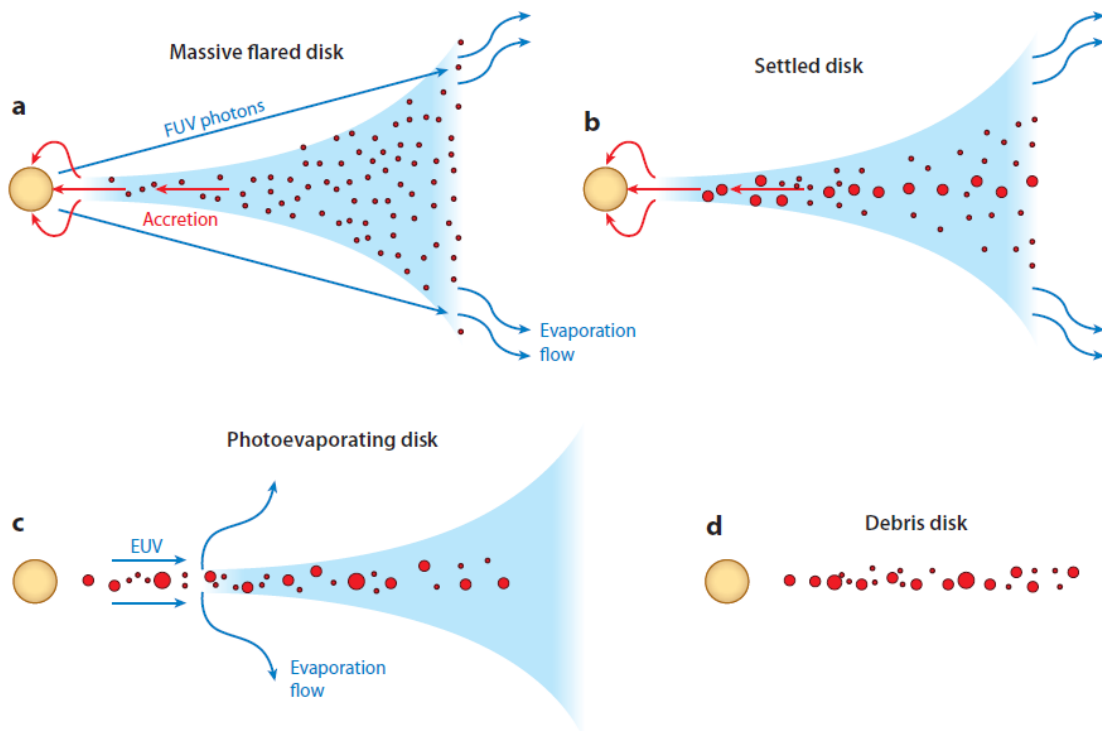 Massive flared disk
a
FUV photons
Accretion
Evaporation
flow
Settled disk
b
Photoevaporating disk
c
EUV
Evaporation
flow
Debris disk
d